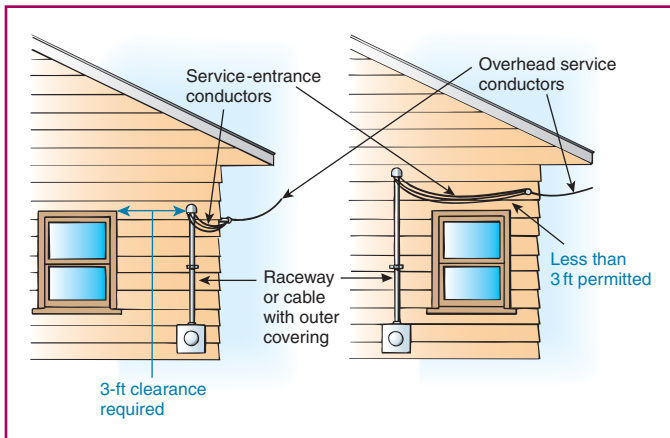 Service-entrance
conductors
Overhead service
conductors
Less than
3 ft permitted
Raceway
or cable
with outer
covering
3-ft clearance
required